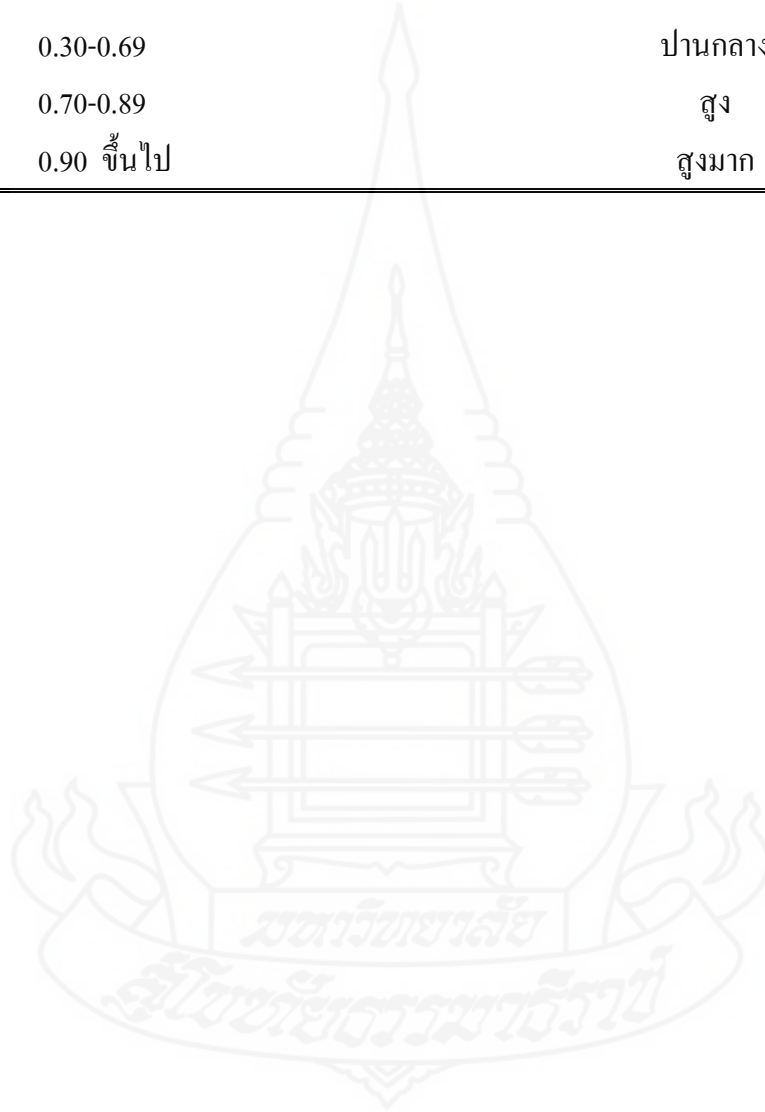 0.30-0.69 ปานกลาง
0.70-0.89 สูง
0.90 ขึ้นไป สูงมาก
มหาวิทยาลัย
สุโขทัยธรรมาธิราช